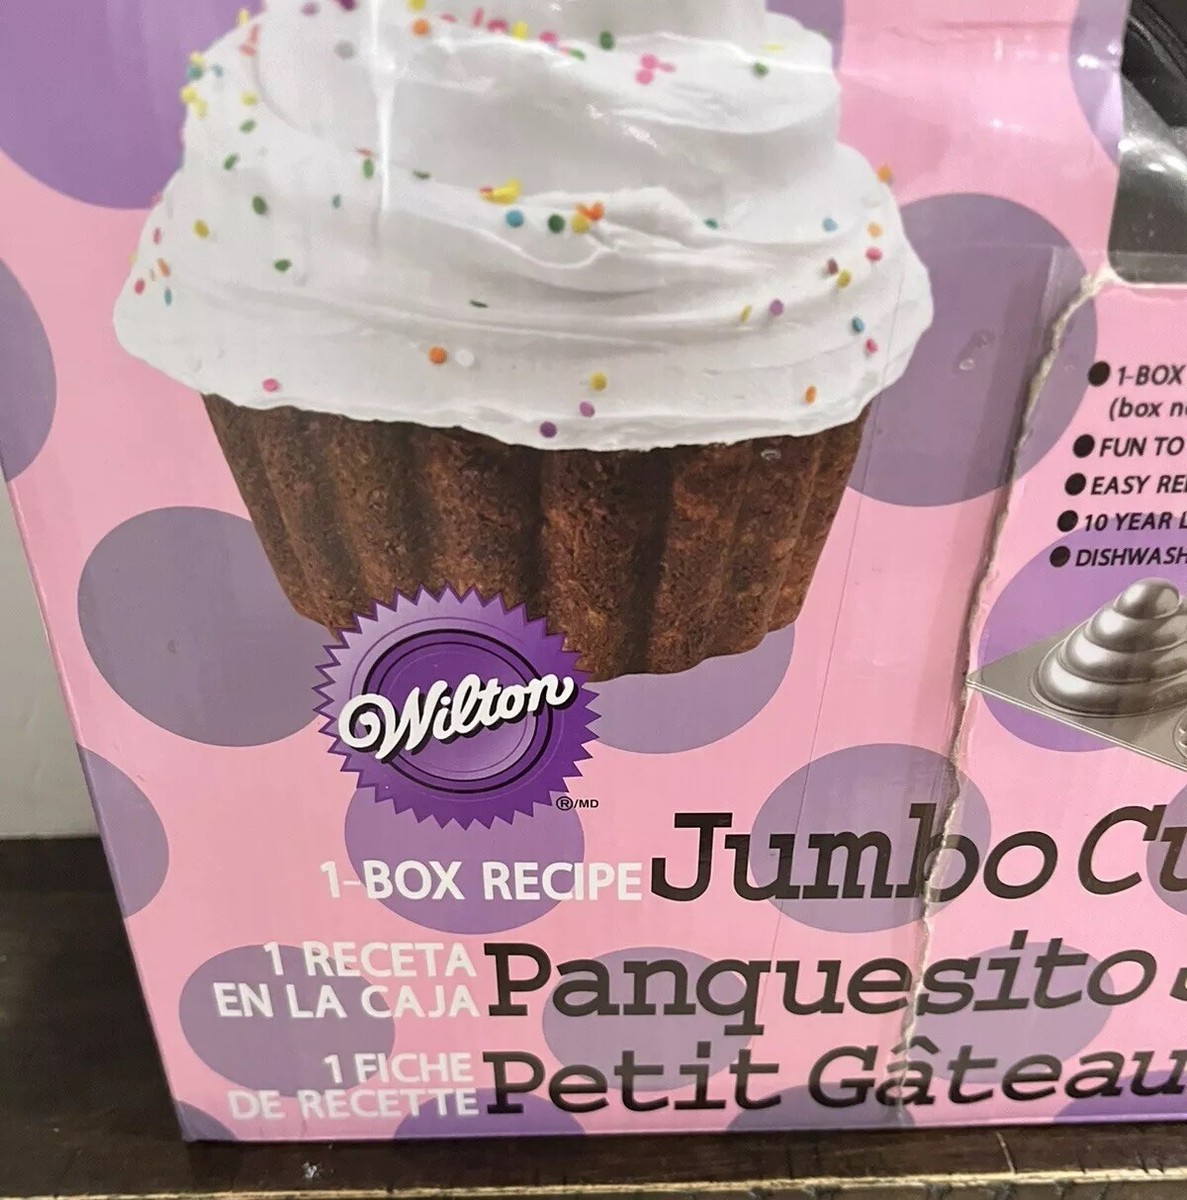 1-BOX
(box
FUN TO
EASY
10 YEAR
DISHWASH
Wilton
®/MD
1-BOX RECIPE Jumbo
1 RECETA
EN LA CAJA Panquesito
1 FICHE
DE RECETTE Petit Gâteau